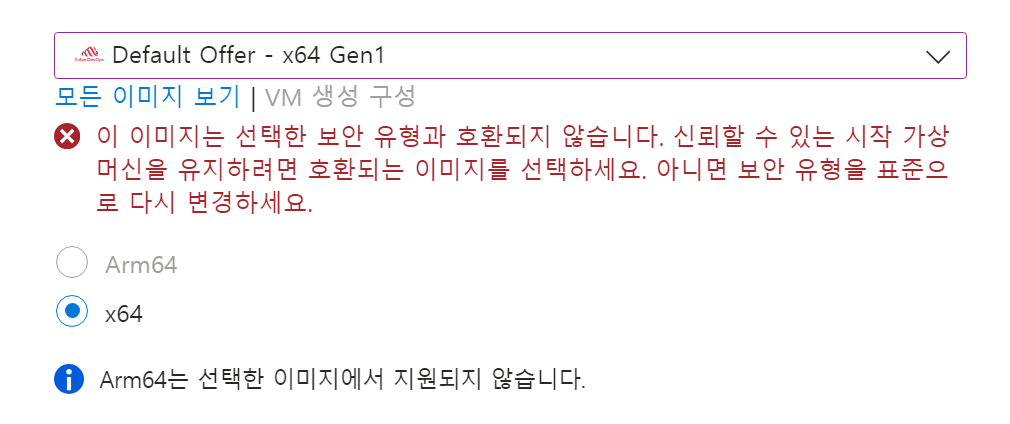 Default Offer - x64 Gen1
모든 이미지 보기 | VM 생성 구성
이 이미지는 선택한 보안 유형과 호환되지 않습니다. 신뢰할 수 있는 시작 가상
머신을 유지하려면 호환되는 이미지를 선택하세요. 아니면 보안 유형을 표준으
로 다시 변경하세요.
Arm64
x64
Arm64는 선택한 이미지에서 지원되지 않습니다.